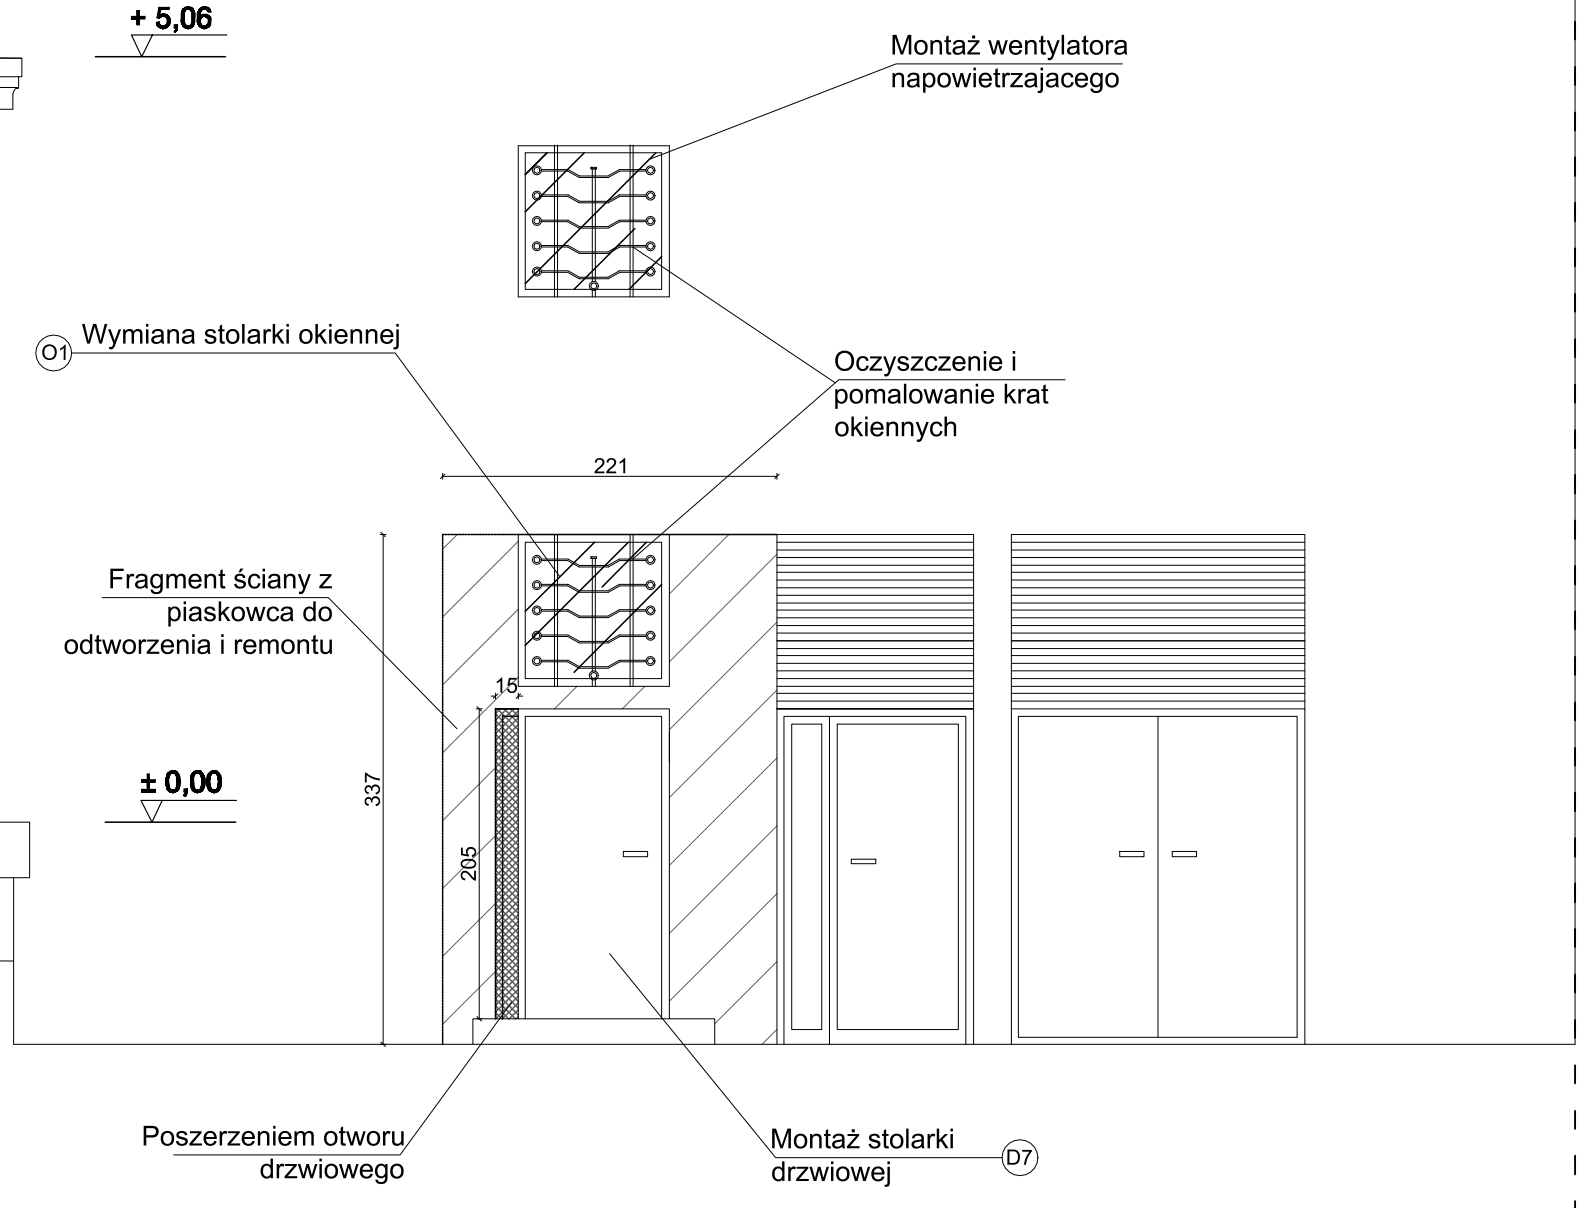 + 5,06
Montaż wentylatora
napowietrzajacego
O1
Wymiana stolarki okiennej
Oczyszczenie i
pomalowanie krat
okiennych
221
Fragment ściany z
piaskowca do
odtworzenia i remontu
15
± 0,00
337
205
Poszerzeniem otworu
drzwiowego
Montaż stolarki
drzwiowej
D7